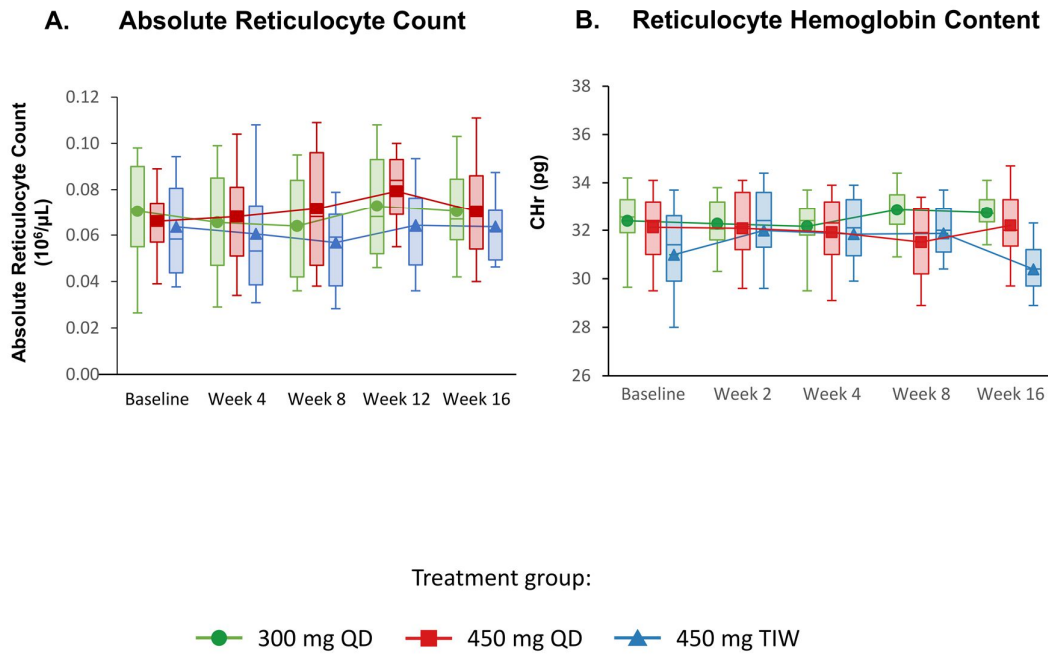 A. Absolute Reticulocyte Count
Absolute Reticulocyte Count
(10⁶/μL)
0.12
0.10
0.08
0.06
0.04
0.02
0.00
Baseline Week 4 Week 8 Week 12 Week 16
B. Reticulocyte Hemoglobin Content
CHr (pg)
38
36
34
32
30
28
26
Baseline Week 2 Week 4 Week 8 Week 16
Treatment group:
300 mg QD 450 mg QD 450 mg TIW